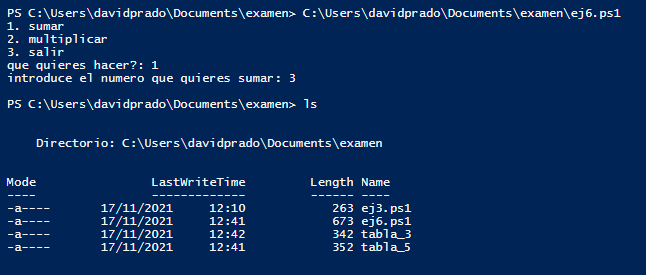 PS C:\Users\davidprado\Documents\examen> C:\Users\davidprado\Documents\examen\ej6.ps1
1. sumar
2. multiplicar
3. salir
que quieres hacer?: 1
introduce el numero que quieres sumar: 3
PS C:\Users\davidprado\Documents\examen> ls
Directorio: C:\Users\davidprado\Documents\examen
Mode LastWriteTime Length Name
---- ------------- ------ ----
-a---- 17/11/2021 12:10 263 ej3.ps1
-a---- 17/11/2021 12:41 673 ej6.ps1
-a---- 17/11/2021 12:42 342 tabla_3
-a---- 17/11/2021 12:41 352 tabla_5